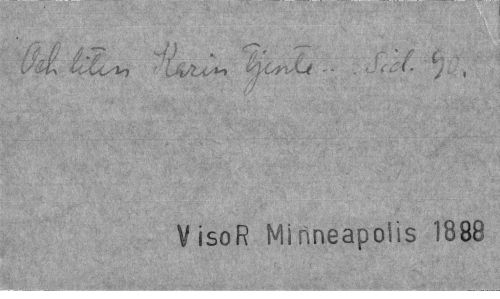 Och liten Karin tjente... Sid. 90.
VisoR Minneapolis 1888